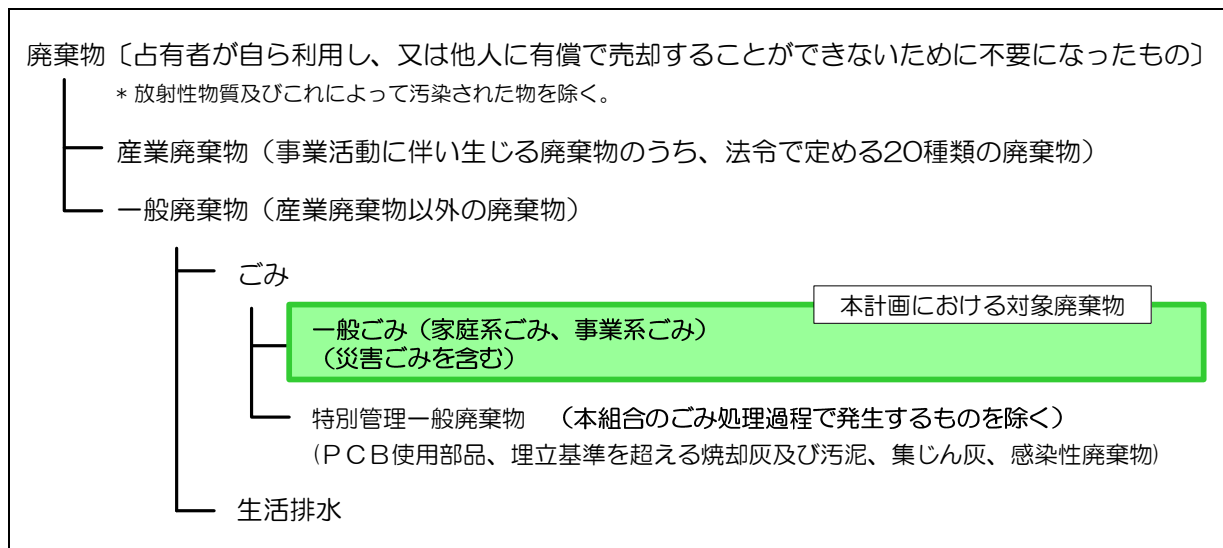 廃棄物〔占有者が自ら利用し、又は他人に有償で売却することができないために不要になったもの〕
* 放射性物質及びこれによって汚染された物を除く。
産業廃棄物（事業活動に伴い生じる廃棄物のうち、法令で定める20種類の廃棄物）
一般廃棄物（産業廃棄物以外の廃棄物）
ごみ
本計画における対象廃棄物
一般ごみ（家庭系ごみ、事業系ごみ）
（災害ごみを含む）
特別管理一般廃棄物　（本組合のごみ処理過程で発生するものを除く）
(ＰＣＢ使用部品、埋立基準を超える焼却灰及び汚泥、集じん灰、感染性廃棄物)
生活排水